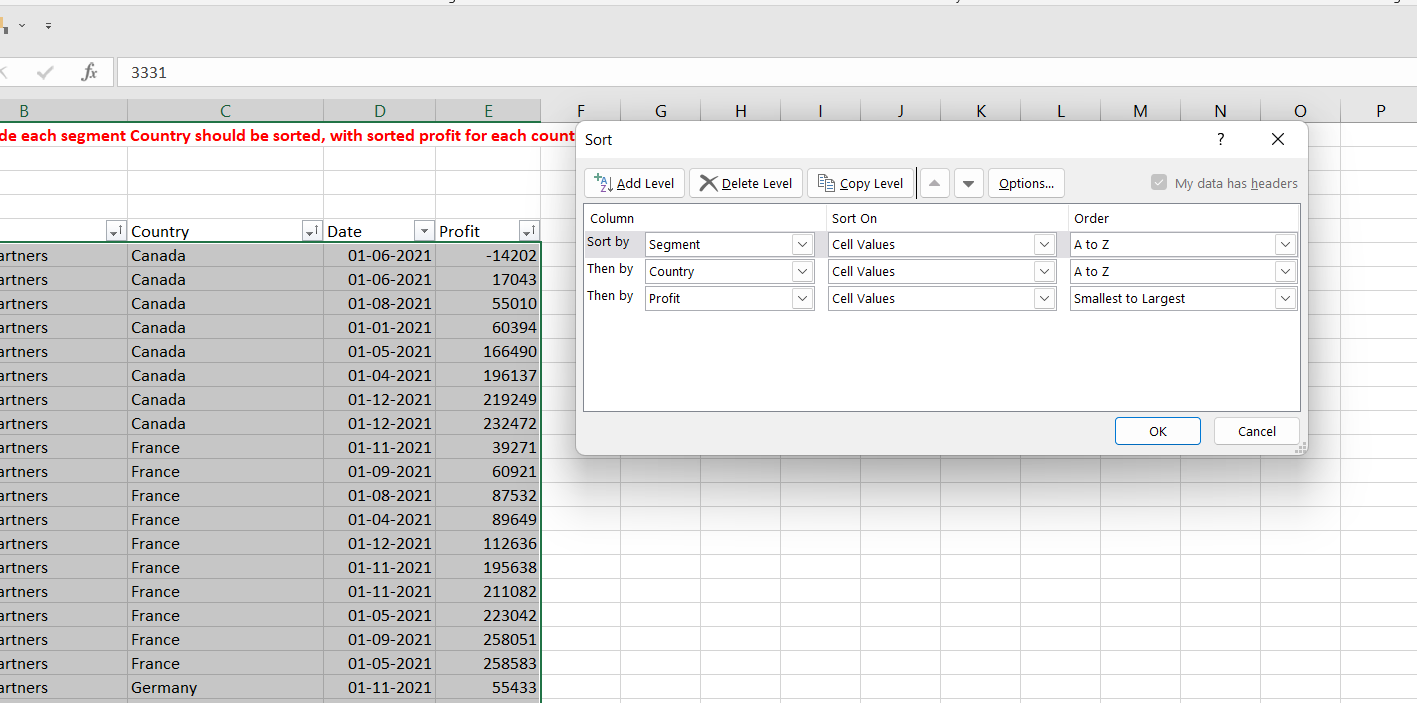 fx 3331
B C D E F G H I J K L M N O P
de each segment Country should be sorted, with sorted profit for each count
Sort ?
Add Level Delete Level Copy Level Options... My data has headers
Column Sort On Order
Sort by Segment Cell Values A to Z
Then by Country Cell Values A to Z
Then by Profit Cell Values Smallest to Largest
OK Cancel
Country Date Profit
artners Canada 01-06-2021 -14202
artners Canada 01-06-2021 17043
artners Canada 01-08-2021 55010
artners Canada 01-01-2021 60394
artners Canada 01-05-2021 166490
artners Canada 01-04-2021 196137
artners Canada 01-12-2021 219249
artners Canada 01-12-2021 232472
artners France 01-11-2021 39271
artners France 01-09-2021 60921
artners France 01-08-2021 87532
artners France 01-04-2021 89649
artners France 01-12-2021 112636
artners France 01-11-2021 195638
artners France 01-11-2021 211082
artners France 01-05-2021 223042
artners France 01-09-2021 258051
artners France 01-05-2021 258583
artners Germany 01-11-2021 55433